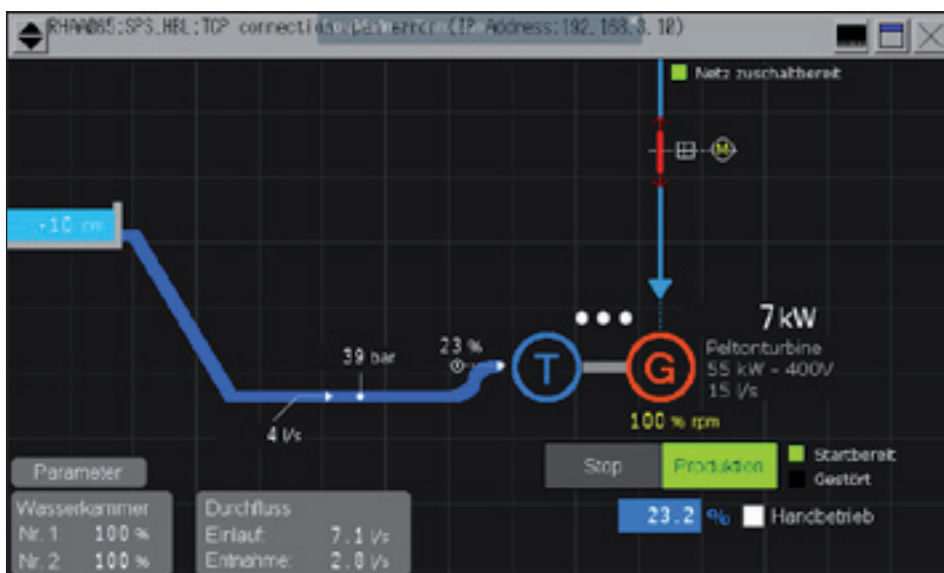 RHAA065:SPS_HBL:TCP connection error(IP Address:192.168.3.10)
Netz zuschaltbereit
M
-10 cm
7 kW
39 bar
23 %
T
G
Peltonturbine
55 kW - 400V
15 l/s
4 l/s
100 % rpm
Parameter
Stop
Produktion
Startbereit
Gestört
Wasserkammer
Nr. 1 100 %
Nr. 2 100 %
Durchfluss
Einlauf: 7.1 l/s
Entnahme: 2.8 l/s
23.2 %
Handbetrieb